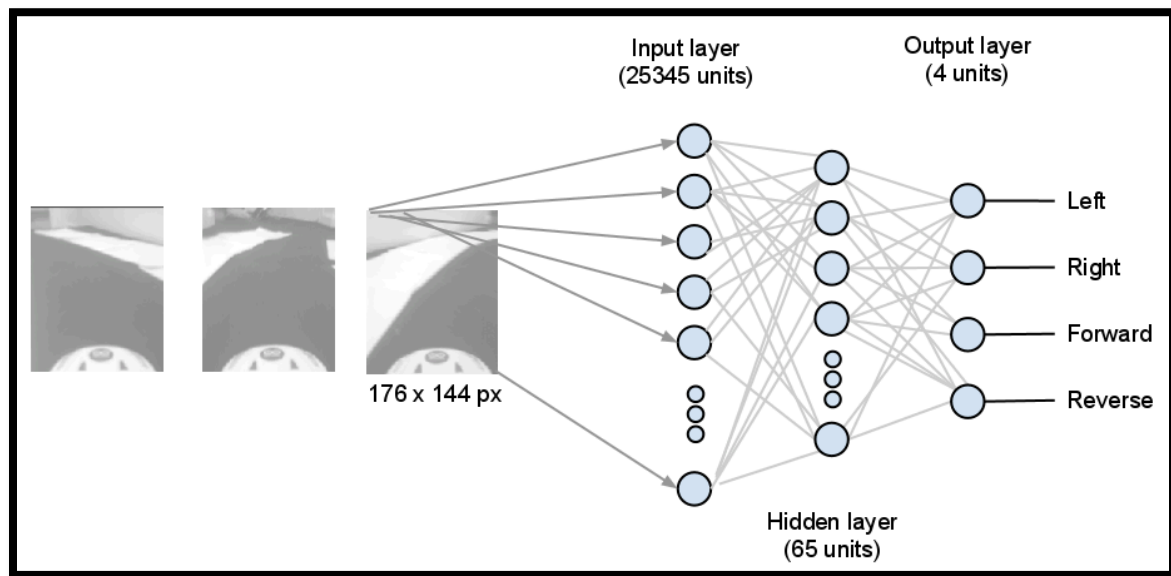 Input layer
(25345 units)
Output layer
(4 units)
Left
Right
Forward
Reverse
176 x 144 px
Hidden layer
(65 units)